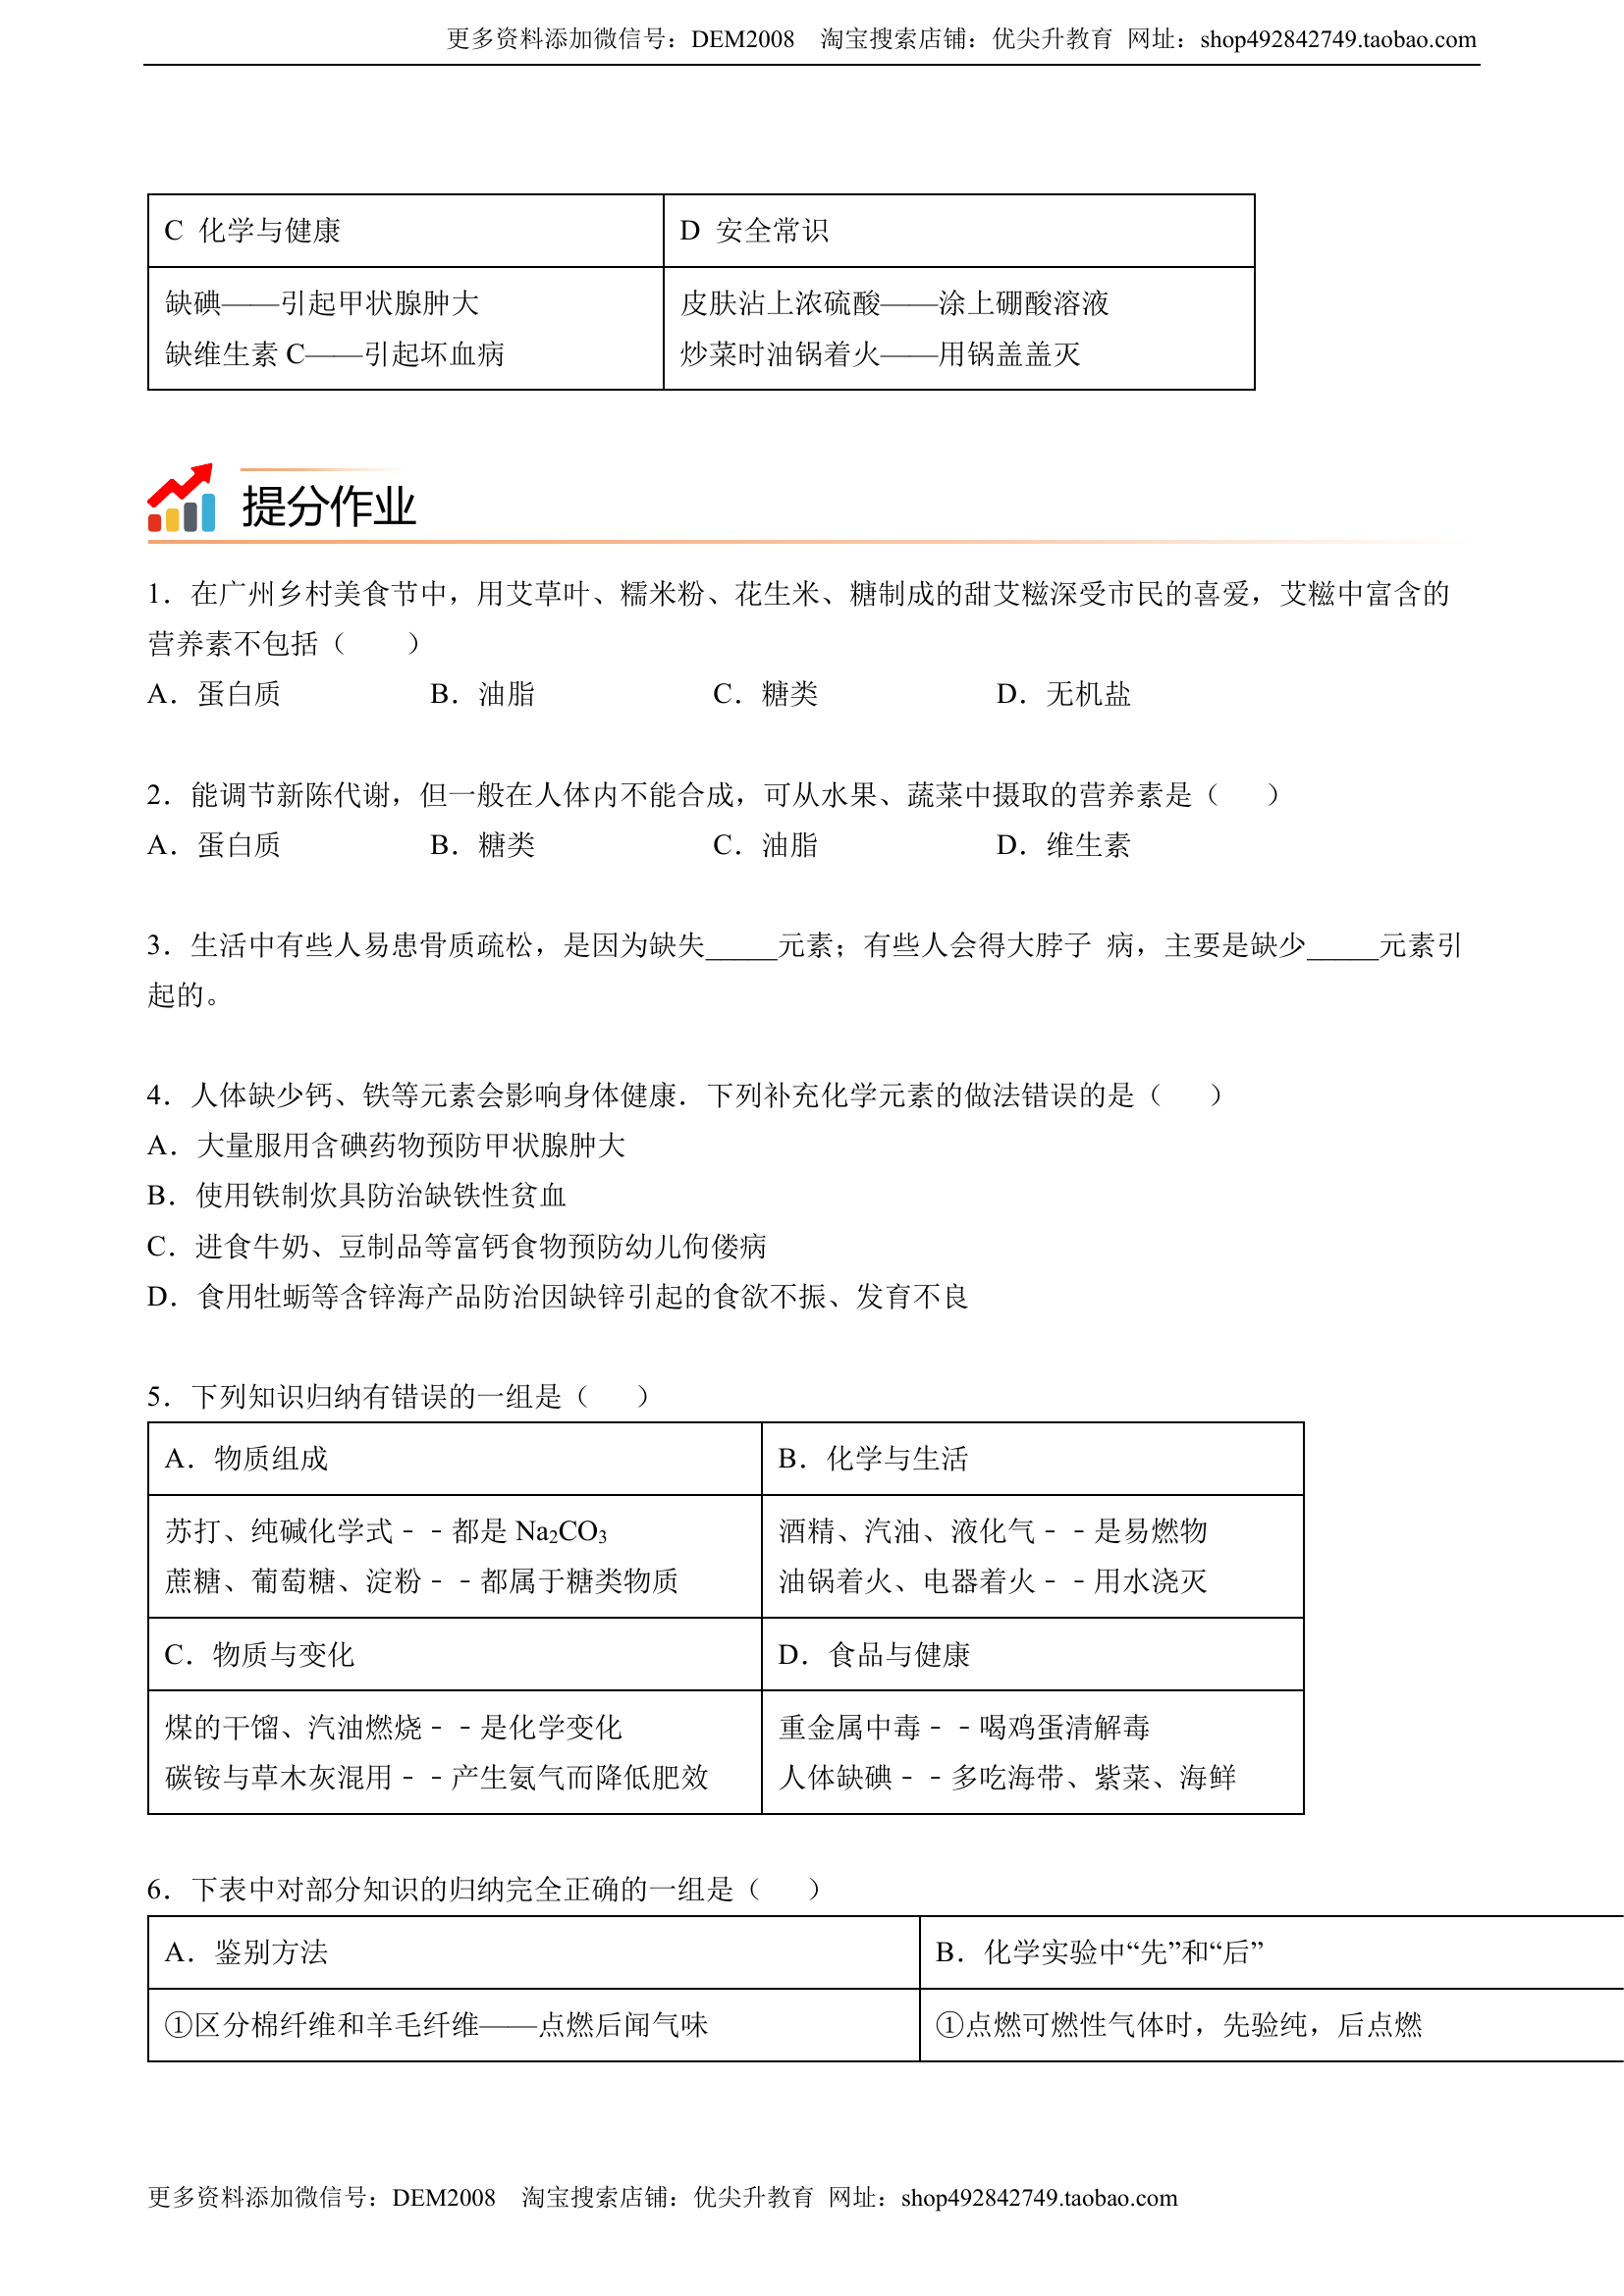 更多资料添加微信号：DEM2008 淘宝搜索店铺：优尖升教育 网址：shop492842749.taobao.com
C 化学与健康
D 安全常识
缺碘——引起甲状腺肿大
缺维生素 C——引起坏血病
皮肤沾上浓硫酸——涂上硼酸溶液
炒菜时油锅着火——用锅盖盖灭
提分作业
1．在广州乡村美食节中，用艾草叶、糯米粉、花生米、糖制成的甜艾糍深受市民的喜爱，艾糍中富含的
营养素不包括（　　）
A．蛋白质 B．油脂 C．糖类 D．无机盐
2．能调节新陈代谢，但一般在人体内不能合成，可从水果、蔬菜中摄取的营养素是（　　）
A．蛋白质 B．糖类 C．油脂 D．维生素
3．生活中有些人易患骨质疏松，是因为缺失_____元素；有些人会得大脖子 病，主要是缺少_____元素引
起的。
4．人体缺少钙、铁等元素会影响身体健康．下列补充化学元素的做法错误的是（　　）
A．大量服用含碘药物预防甲状腺肿大
B．使用铁制炊具防治缺铁性贫血
C．进食牛奶、豆制品等富钙食物预防幼儿佝偻病
D．食用牡蛎等含锌海产品防治因缺锌引起的食欲不振、发育不良
5．下列知识归纳有错误的一组是（　　）
A．物质组成
B．化学与生活
苏打、纯碱化学式﹣﹣都是 Na₂CO₃
蔗糖、葡萄糖、淀粉﹣﹣都属于糖类物质
酒精、汽油、液化气﹣﹣是易燃物
油锅着火、电器着火﹣﹣用水浇灭
C．物质与变化
D．食品与健康
煤的干馏、汽油燃烧﹣﹣是化学变化
碳铵与草木灰混用﹣﹣产生氨气而降低肥效
重金属中毒﹣﹣喝鸡蛋清解毒
人体缺碘﹣﹣多吃海带、紫菜、海鲜
6．下表中对部分知识的归纳完全正确的一组是（　　）
A．鉴别方法
B．化学实验中“先”和“后”
①区分棉纤维和羊毛纤维——点燃后闻气味
①点燃可燃性气体时，先验纯，后点燃
更多资料添加微信号：DEM2008 淘宝搜索店铺：优尖升教育 网址：shop492842749.taobao.com